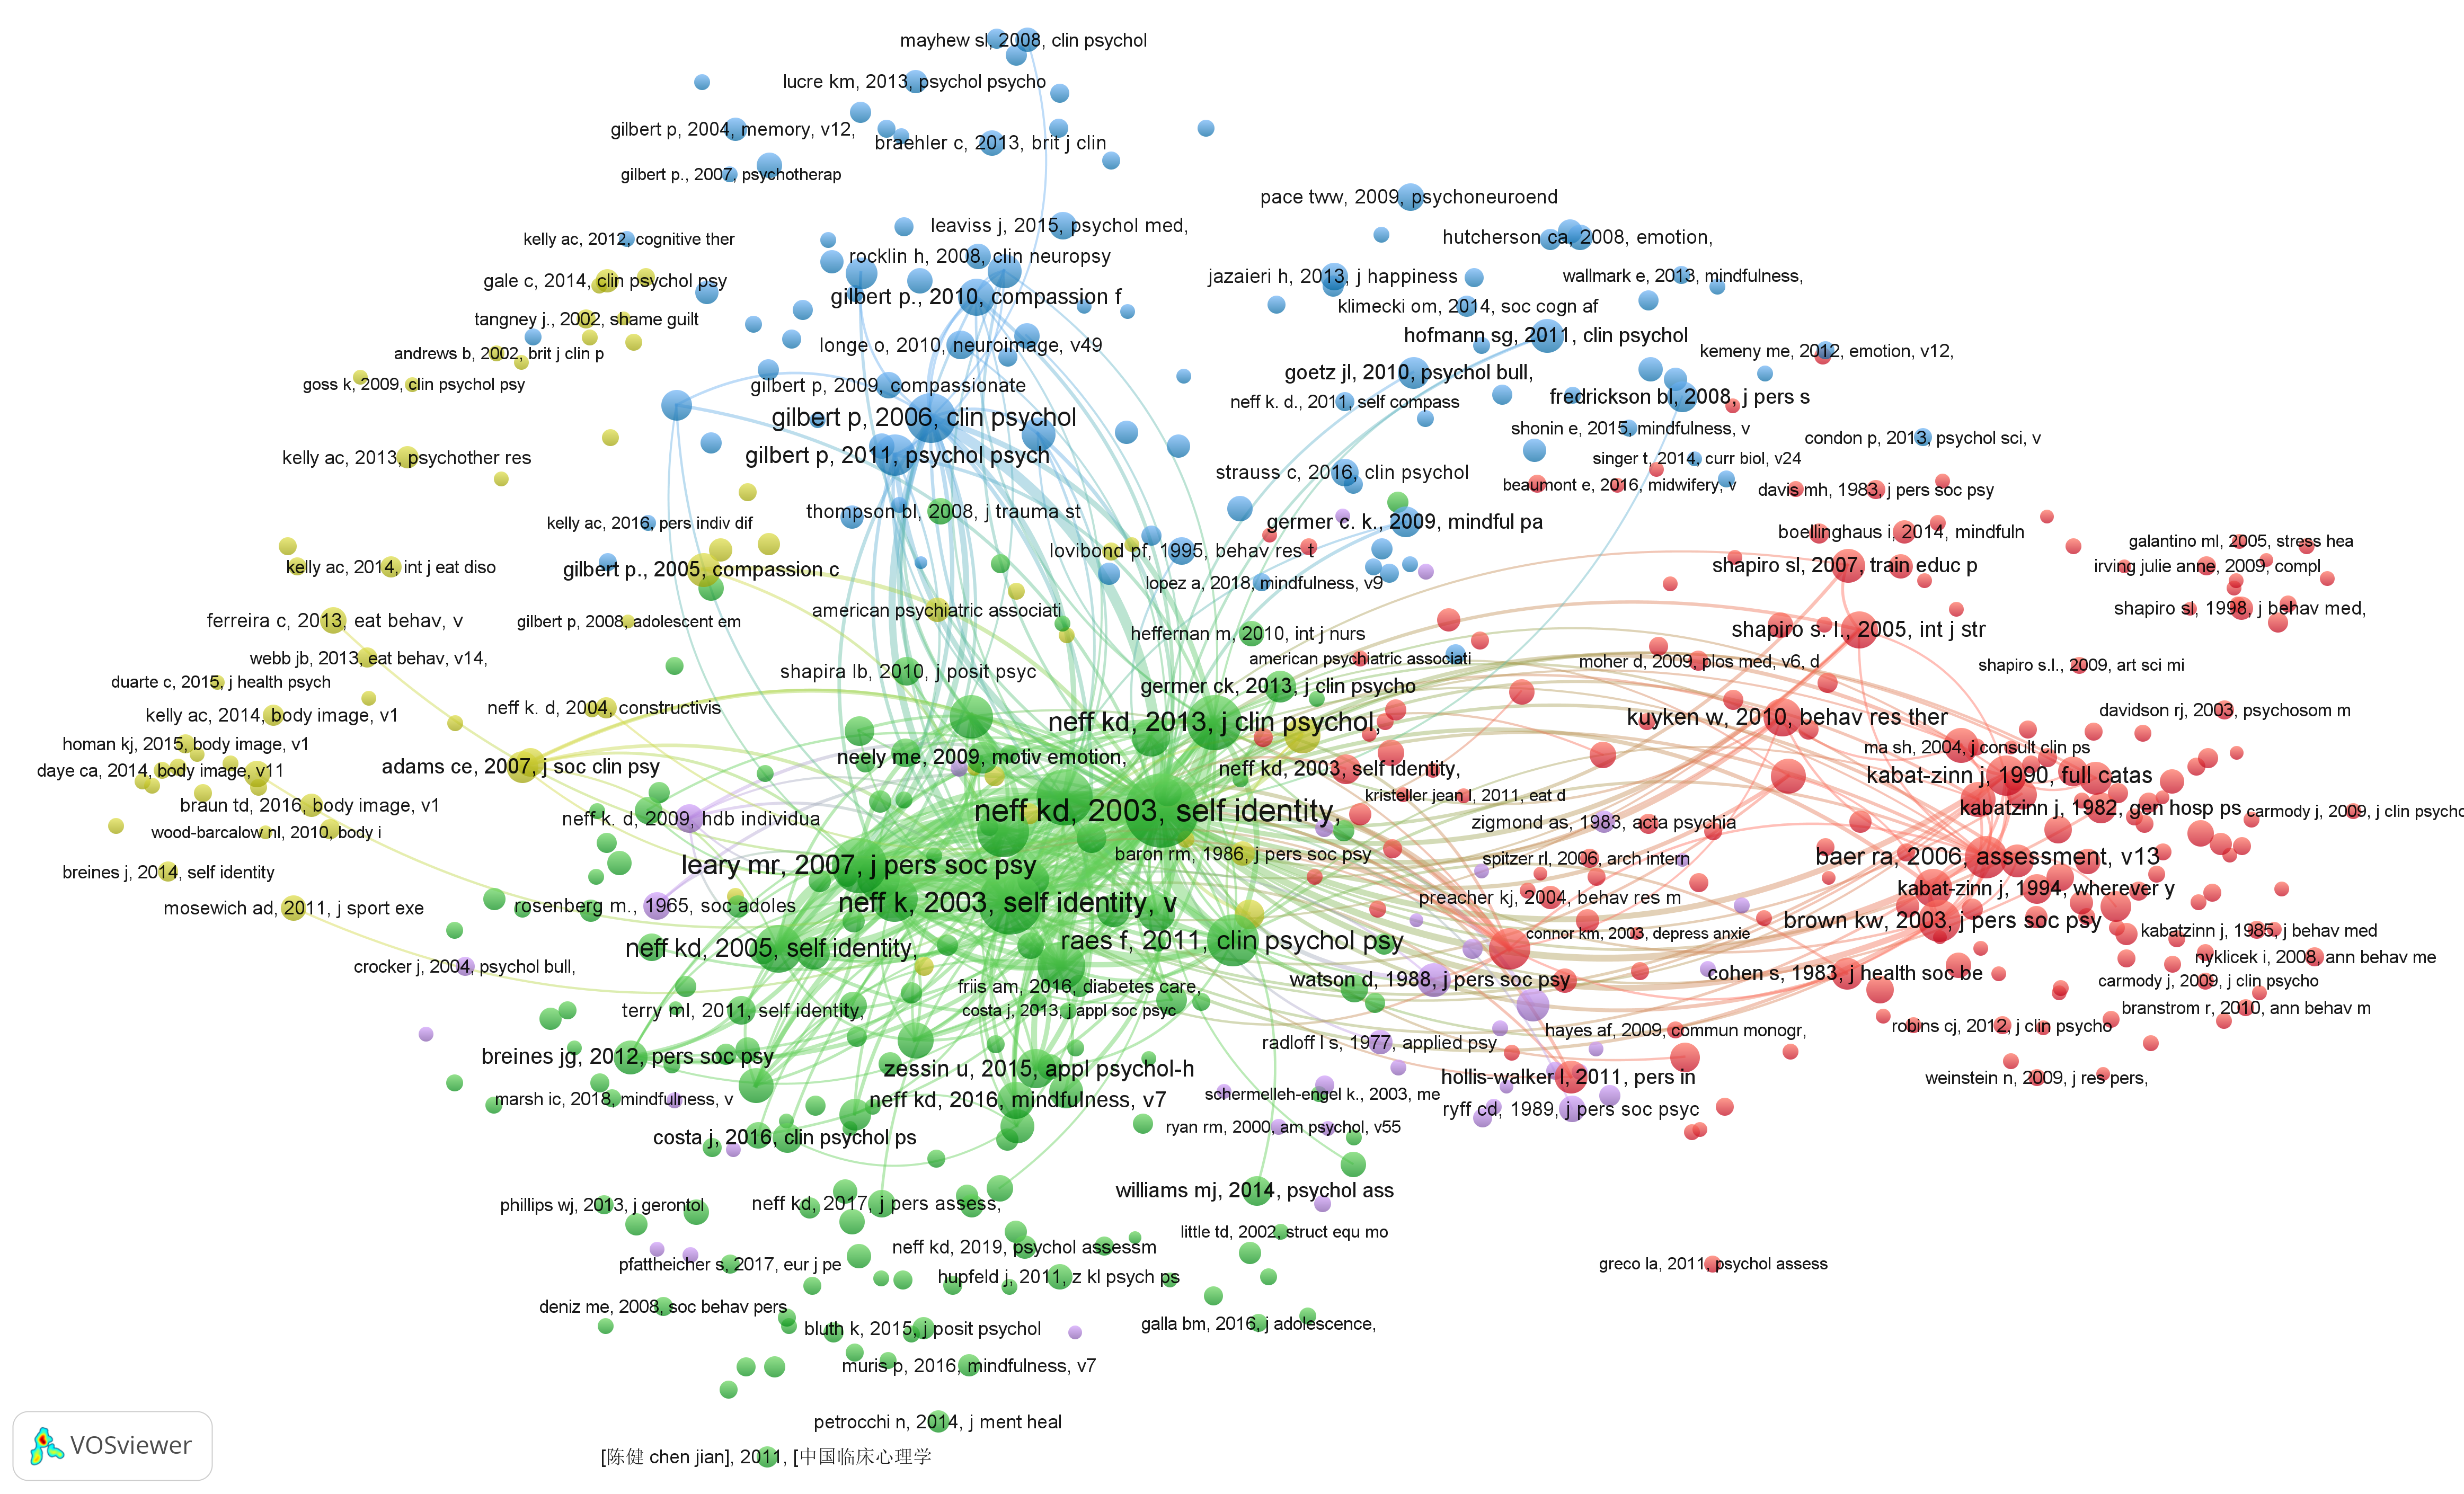 mayhew sl, 2008, clin psychol
lucre km, 2013, psychol psycho
gilbert p, 2004, memory, v12,
braehler c, 2013, brit j clin
gilbert p., 2007, psychotherap
pace tww, 2009, psychoneuroend
leaviss j, 2015, psychol med,
kelly ac, 2012, cognitive ther
hutcherson ca, 2008, emotion,
rocklin h, 2008, clin neuropsy
gale c, 2014, clin psychol psy
jazaieri h, 2013, j happiness
wallmark e, 2013, mindfulness,
gilbert p., 2010, compassion f
klimecki om, 2014, soc cogn af
tangney j., 2002, shame guilt
hofmann sg, 2011, clin psychol
longe o, 2010, neuroimage, v49
andrews b, 2002, brit j clin p
kemeny me, 2012, emotion, v12,
goetz jl, 2010, psychol bull,
goss k, 2009, clin psychol psy
gilbert p, 2009, compassionate
fredrickson bl, 2008, j pers s
neff k. d., 2011, self compass
gilbert p, 2006, clin psychol
shonin e, 2015, mindfulness, v
condon p, 2013, psychol sci, v
gilbert p, 2011, psychol psych
kelly ac, 2013, psychother res
singer t, 2014, curr biol, v24
strauss c, 2016, clin psychol
beaumont e, 2016, midwifery, v
davis mh, 1983, j pers soc psy
thompson bl, 2008, j trauma st
kelly ac, 2016, pers indiv dif
germer c. k., 2009, mindful pa
boellinghaus i, 2014, mindfuln
galantino ml, 2005, stress hea
lovibond pf, 1995, behav res t
kelly ac, 2014, int j eat diso
gilbert p., 2005, compassion c
shapiro sl, 2007, train educ p
irving julie anne, 2009, compl
lopez a, 2018, mindfulness, v9
american psychiatric associati
shapiro sl, 1998, j behav med,
ferreira c, 2013, eat behav, v
gilbert p, 2008, adolescent em
heffernan m, 2010, int j nurs
shapiro s. l., 2005, int j str
webb jb, 2013, eat behav, v14,
american psychiatric associati
moher d, 2009, plos med, v6, d
shapiro s.l., 2009, art sci mi
shapira lb, 2010, j posit psyc
duarte c, 2015, j health psych
germer ck, 2013, j clin psycho
neff k. d, 2004, constructivis
kelly ac, 2014, body image, v1
neff kd, 2013, j clin psychol,
kuyken w, 2010, behav res ther
davidson rj, 2003, psychosom m
homan kj, 2015, body image, v1
ma sh, 2004, j consult clin ps
neely me, 2009, motiv emotion,
adams ce, 2007, j soc clin psy
daye ca, 2014, body image, v11
neff kd, 2003, self identity,
kabat-zinn j, 1990, full catas
kristeller jean l, 2011, eat d
braun td, 2016, body image, v1
neff kd, 2003, self identity,
kabatzinn j, 1982, gen hosp ps
carmody j, 2009, j clin psycho
neff k. d, 2009, hdb individua
zigmond as, 1983, acta psychia
wood-barcalow nl, 2010, body i
baron rm, 1986, j pers soc psy
spitzer rl, 2006, arch intern
baer ra, 2006, assessment, v13
leary mr, 2007, j pers soc psy
breines j, 2014, self identity
kabat-zinn j, 1994, wherever y
preacher kj, 2004, behav res m
mosewich ad, 2011, j sport exe
rosenberg m., 1965, soc adoles
neff k, 2003, self identity, v
brown kw, 2003, j pers soc psy
connor km, 2003, depress anxie
kabatzinn j, 1985, j behav med
neff kd, 2005, self identity,
raes f, 2011, clin psychol psy
nyklicek i, 2008, ann behav me
crocker j, 2004, psychol bull,
cohen s, 1983, j health soc be
watson d, 1988, j pers soc psy
carmody j, 2009, j clin psycho
friis am, 2016, diabetes care,
branstrom r, 2010, ann behav m
terry ml, 2011, self identity,
costa j, 2013, j appl soc psyc
robins cj, 2012, j clin psycho
hayes af, 2009, commun monogr,
radloff l s, 1977, applied psy
breines jg, 2012, pers soc psy
zessin u, 2015, appl psychol-h
hollis-walker l, 2011, pers in
weinstein n, 2009, j res pers,
schermelleh-engel k., 2003, me
marsh ic, 2018, mindfulness, v
neff kd, 2016, mindfulness, v7
ryff cd, 1989, j pers soc psyc
ryan rm, 2000, am psychol, v55
costa j, 2016, clin psychol ps
williams mj, 2014, psychol ass
phillips wj, 2013, j gerontol
neff kd, 2017, j pers assess,
little td, 2002, struct equ mo
neff kd, 2019, psychol assessm
pfattheicher s, 2017, eur j pe
greco la, 2011, psychol assess
hupfeld j, 2011, z kl psych ps
deniz me, 2008, soc behav pers
galla bm, 2016, j adolescence,
bluth k, 2015, j posit psychol
muris p, 2016, mindfulness, v7
petrocchi n, 2014, j ment heal
[陈健 chen jian], 2011, [中国临床心理学
VOSviewer